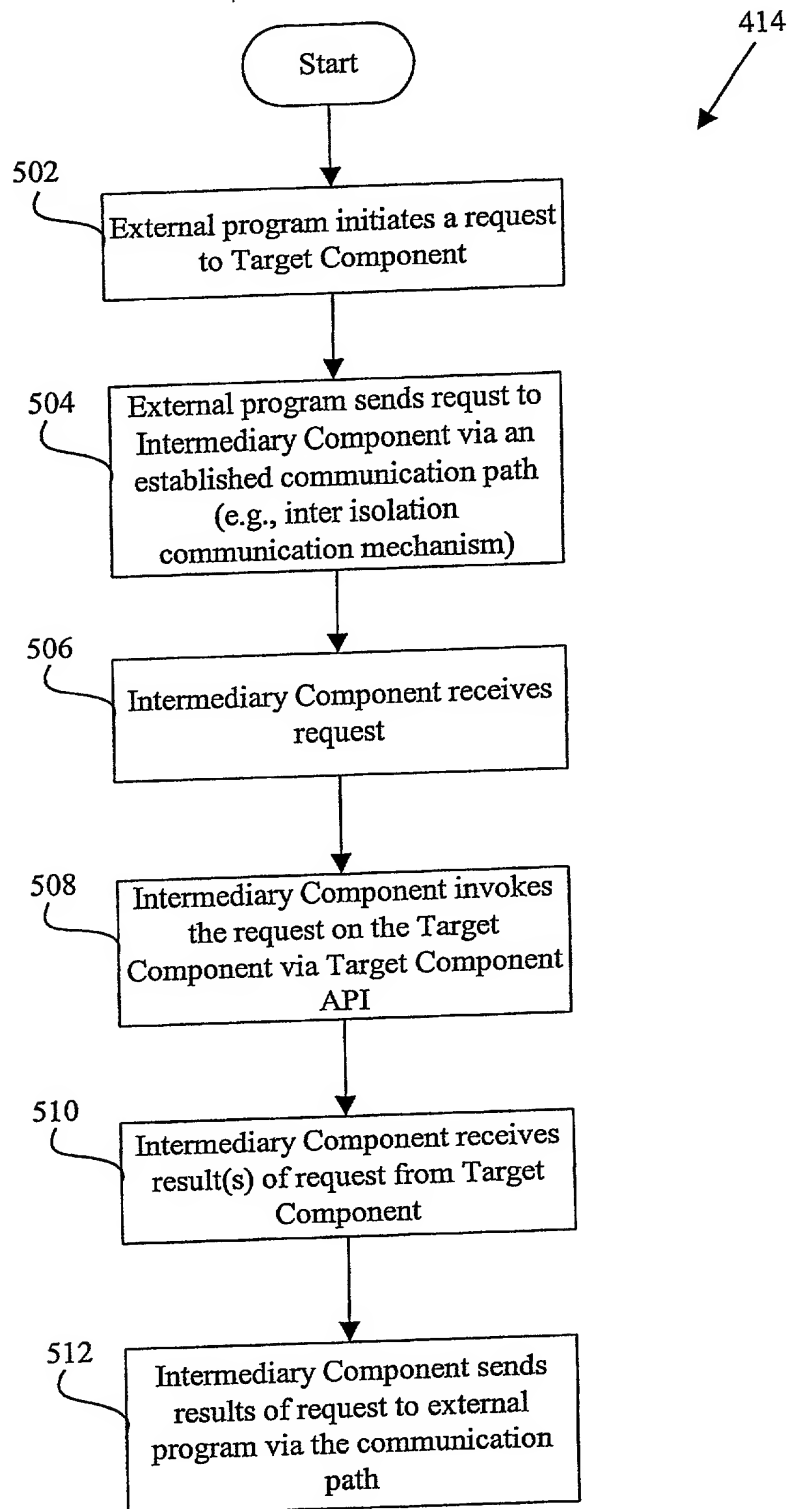 414
Start
502
External program initiates a request
to Target Component
504
External program sends requst to
Intermediary Component via an
established communication path
(e.g., inter isolation
communication mechanism)
506
Intermediary Component receives
request
508
Intermediary Component invokes
the request on the Target
Component via Target Component
API
510
Intermediary Component receives
result(s) of request from Target
Component
512
Intermediary Component sends
results of request to external
program via the communication
path